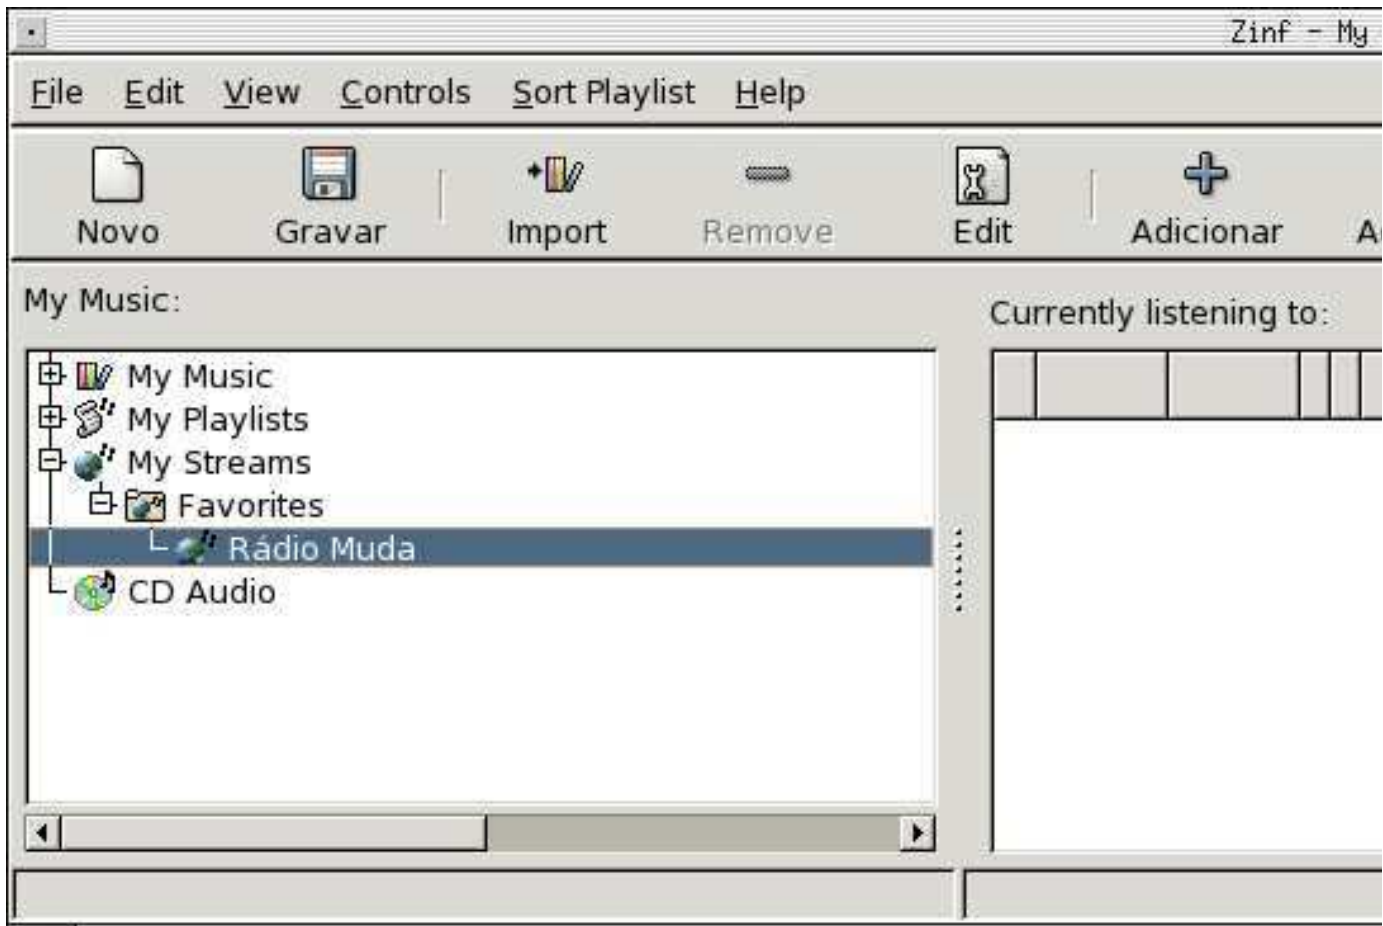 Zinf - My
File Edit View Controls Sort Playlist Help
Novo Gravar Import Remove Edit Adicionar
My Music:
Currently listening to:
My Music
My Playlists
My Streams
Favorites
Rádio Muda
CD Audio